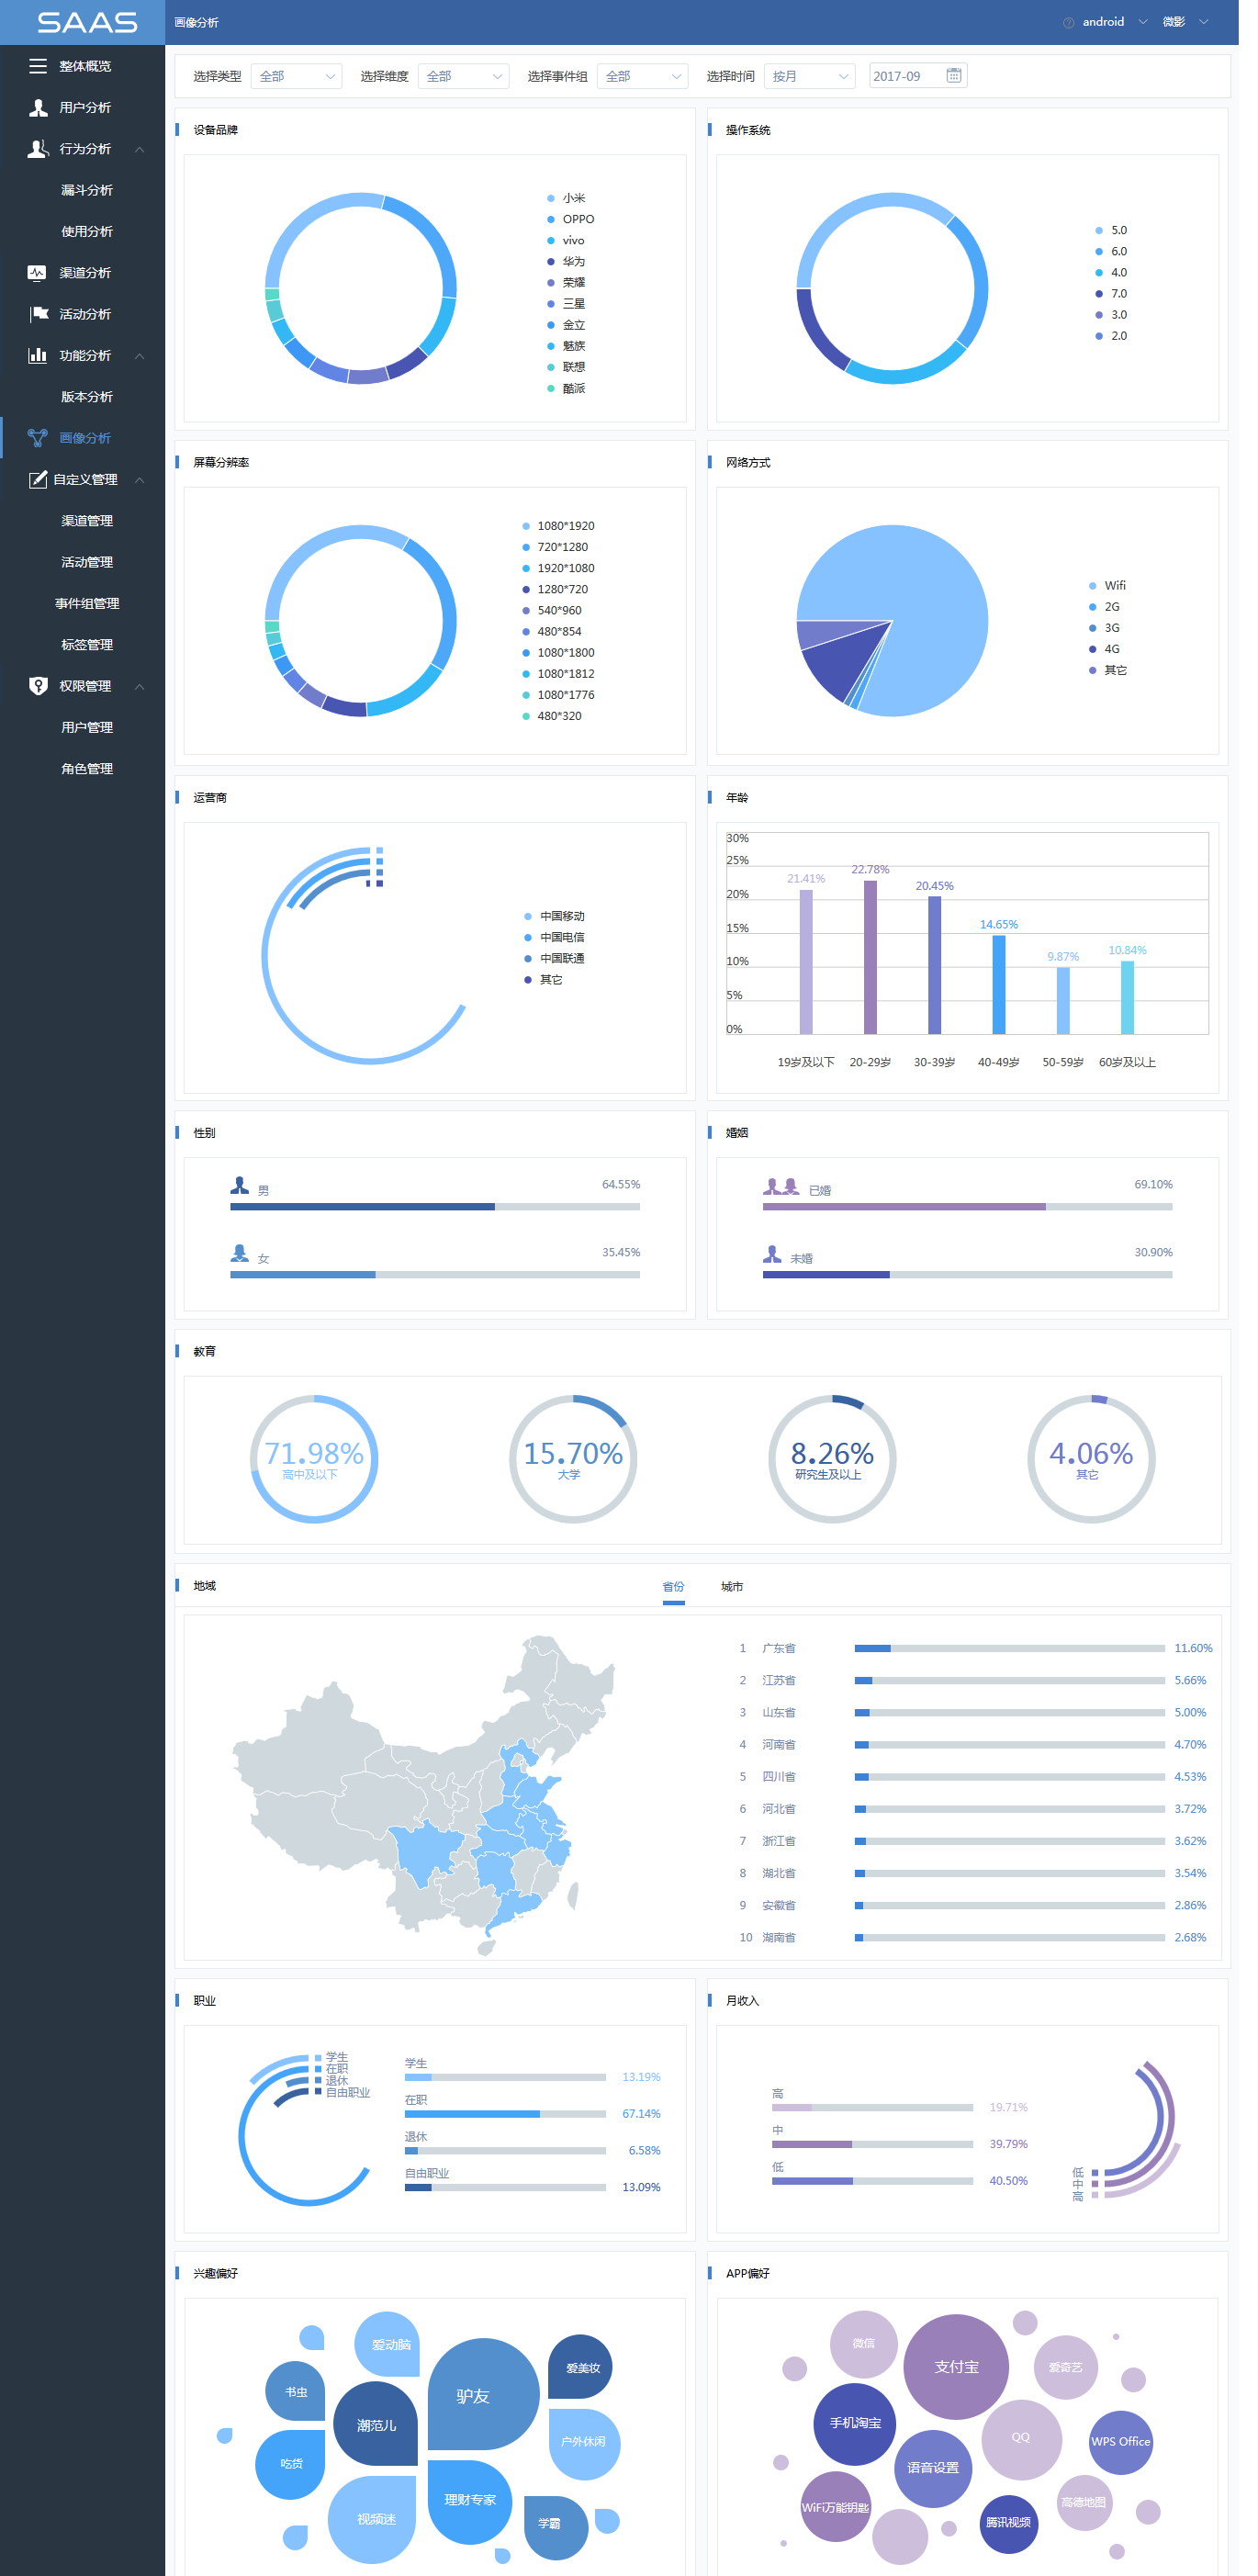 SAAS
画像分析
android
微影
整体概览
用户分析
行为分析
漏斗分析
使用分析
渠道分析
活动分析
功能分析
版本分析
画像分析
自定义管理
渠道管理
活动管理
事件组管理
标签管理
权限管理
用户管理
角色管理
选择类型 全部 选择维度 全部 选择事件组 全部 选择时间 按月 2017-09
设备品牌
小米
OPPO
vivo
华为
荣耀
三星
金立
魅族
联想
酷派
操作系统
5.0
6.0
4.0
7.0
3.0
2.0
屏幕分辨率
1080*1920
720*1280
1920*1080
1280*720
540*960
480*854
1080*1800
1080*1812
1080*1776
480*320
网络方式
Wifi
2G
3G
4G
其它
运营商
中国移动
中国电信
中国联通
其它
年龄
30%
25%
20%
15%
10%
5%
0%
21.41%
22.78%
20.45%
14.65%
9.87%
10.84%
19岁及以下 20-29岁 30-39岁 40-49岁 50-59岁 60岁及以上
性别
男 64.55%
女 35.45%
婚姻
已婚 69.10%
未婚 30.90%
教育
71.98%
高中及以下
15.70%
大学
8.26%
研究生及以上
4.06%
其它
地域
省份 城市
1 广东省 11.60%
2 江苏省 5.66%
3 山东省 5.00%
4 河南省 4.70%
5 四川省 4.53%
6 河北省 3.72%
7 浙江省 3.62%
8 湖北省 3.54%
9 安徽省 2.86%
10 湖南省 2.68%
职业
学生
在职
退休
自由职业
学生
13.19%
在职
67.14%
退休
6.58%
自由职业
13.09%
月收入
高
19.71%
中
39.79%
低
40.50%
低
中
高
兴趣偏好
爱动脑
驴友
爱美妆
书虫
潮范儿
户外休闲
吃货
理财专家
视频迷
学霸
APP偏好
微信
支付宝
爱奇艺
手机淘宝
QQ
WPS Office
语音设置
WiFi万能钥匙
高德地图
腾讯视频